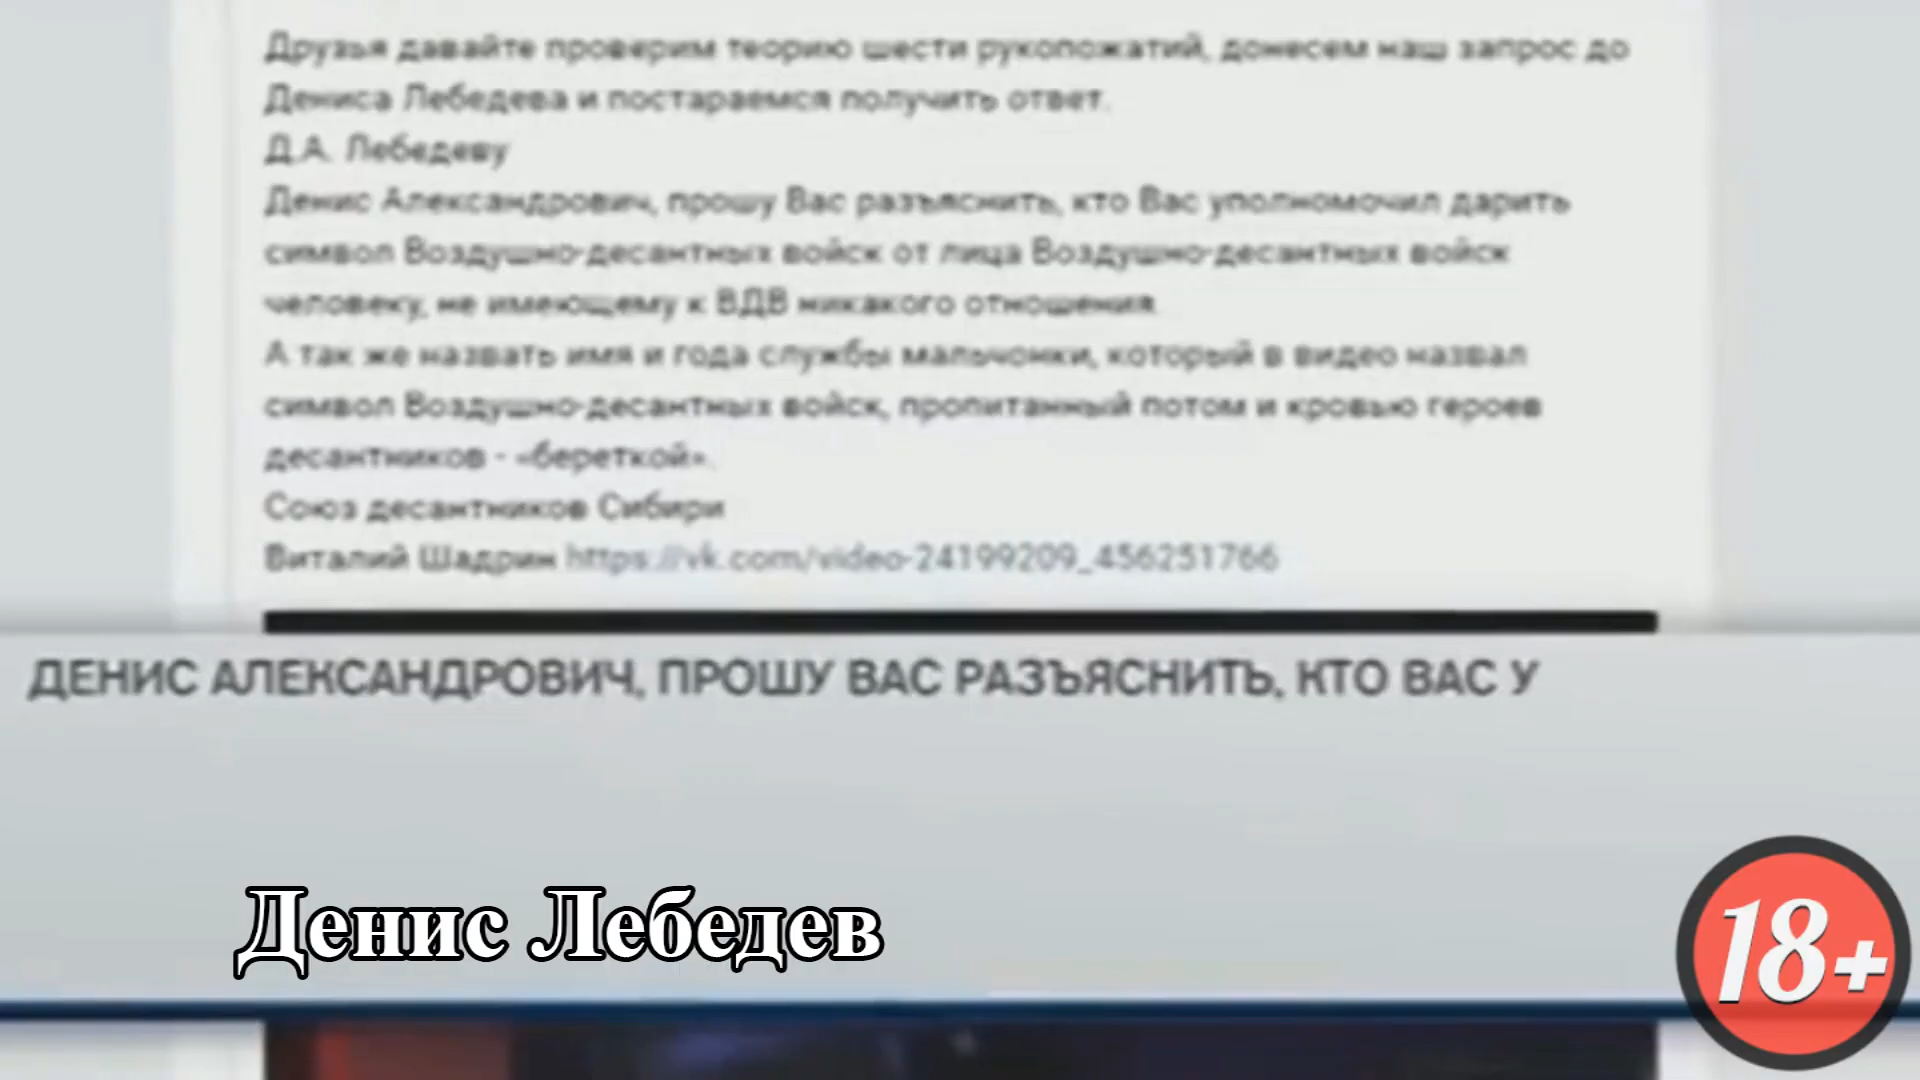 Друзья давайте проверим теорию шести рукопожатий, донесем наш запрос до
Дениса Лебедева и постараемся получить ответ.
Д.А. Лебедеву
Денис Александрович, прошу Вас разъяснить, кто Вас уполномочил дарить
символ Воздушно-десантных войск от лица Воздушно-десантных войск
человеку, не имеющему к ВДВ никакого отношения.
А так же назвать имя и года службы мальчонки, который в видео назвал
символ Воздушно-десантных войск, пропитанный потом и кровью героев
десантников - «береткой».
Союз десантников Сибири
Виталий Шадрин https://vk.com/video-24199209_456251766
ДЕНИС АЛЕКСАНДРОВИЧ, ПРОШУ ВАС РАЗЪЯСНИТЬ, КТО ВАС У
Денис Лебедев
18+